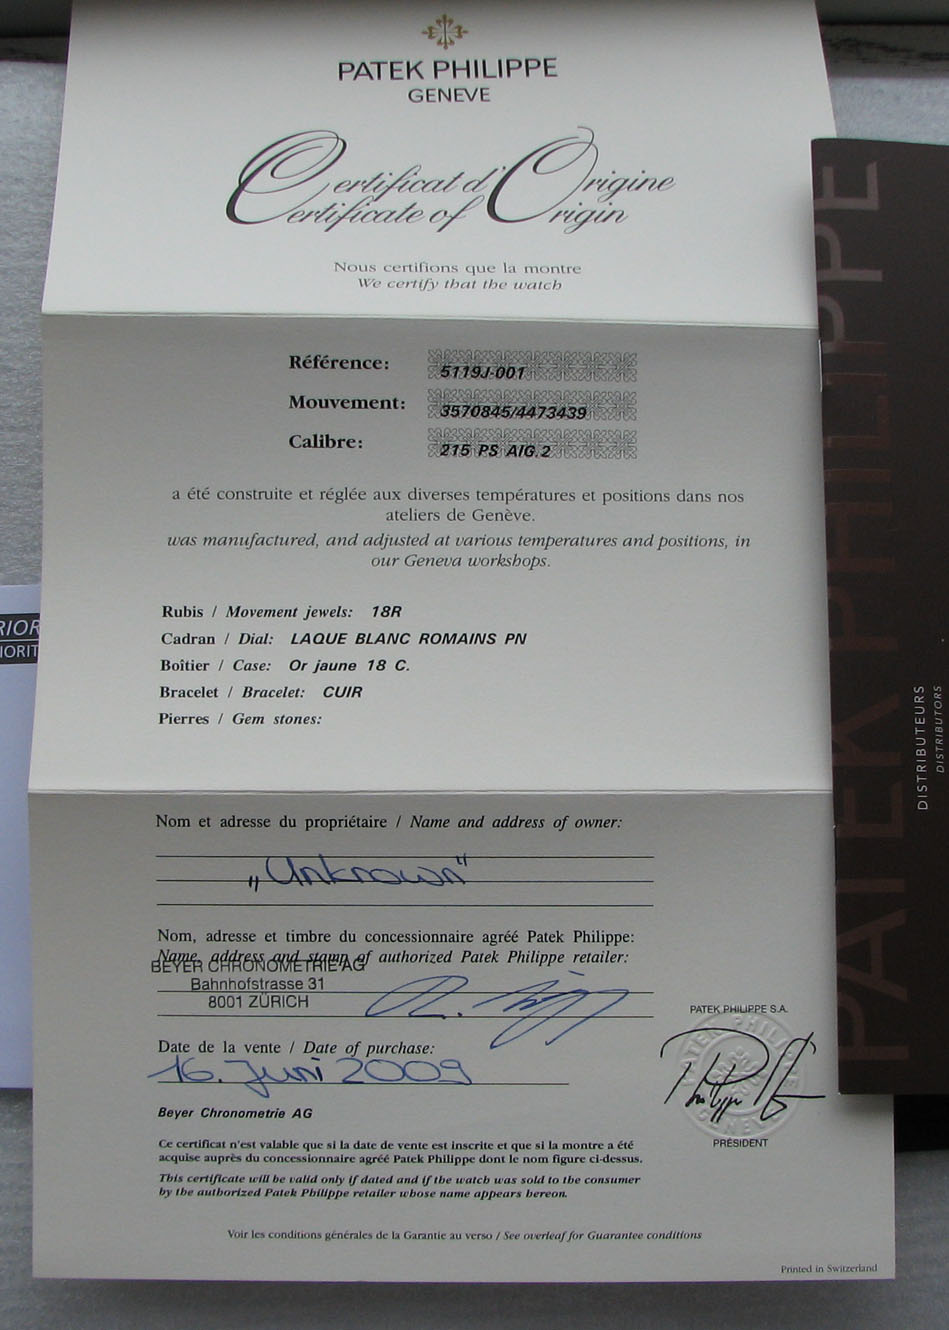 PATEK PHILIPPE
GENEVE
Certificat d'Origine
Certificate of Origin
Nous certifions que la montre
We certify that the watch
Référence: 5119J-001
Mouvement: 3570845/4473439
Calibre: 215 PS AIG.2
a été construite et réglée aux diverses températures et positions dans nos
ateliers de Genève.
was manufactured, and adjusted at various temperatures and positions, in
our Geneva workshops.
Rubis / Movement jewels: 18R
Cadran / Dial: LAQUE BLANC ROMAINS PN
Boîtier / Case: Or jaune 18 C.
Bracelet / Bracelet: CUIR
Pierres / Gem stones:
Nom et adresse du propriétaire / Name and address of owner:
„Unknown"
Nom, adresse et timbre du concessionnaire agréé Patek Philippe:
Name, address and stamp of authorized Patek Philippe retailer:
BEYER CHRONOMETRIE AG
Bahnhofstrasse 31
8001 ZÜRICH
Date de la vente / Date of purchase:
16. Juni 2009
Beyer Chronometrie AG
Ce certificat n'est valable que si la date de vente est inscrite et que si la montre a été
acquise auprès du concessionnaire agréé Patek Philippe dont le nom figure ci-dessus.
This certificate will be valid only if dated and if the watch was sold to the consumer
by the authorized Patek Philippe retailer whose name appears hereon.
PATEK PHILIPPE S.A.
PATEK PHILIPPE
GENEVE
PRÉSIDENT
Voir les conditions générales de la Garantie au verso / See overleaf for Guarantee conditions
Printed in Switzerland
PATEK PHILIPPE
DISTRIBUTEURS
DISTRIBUTORS